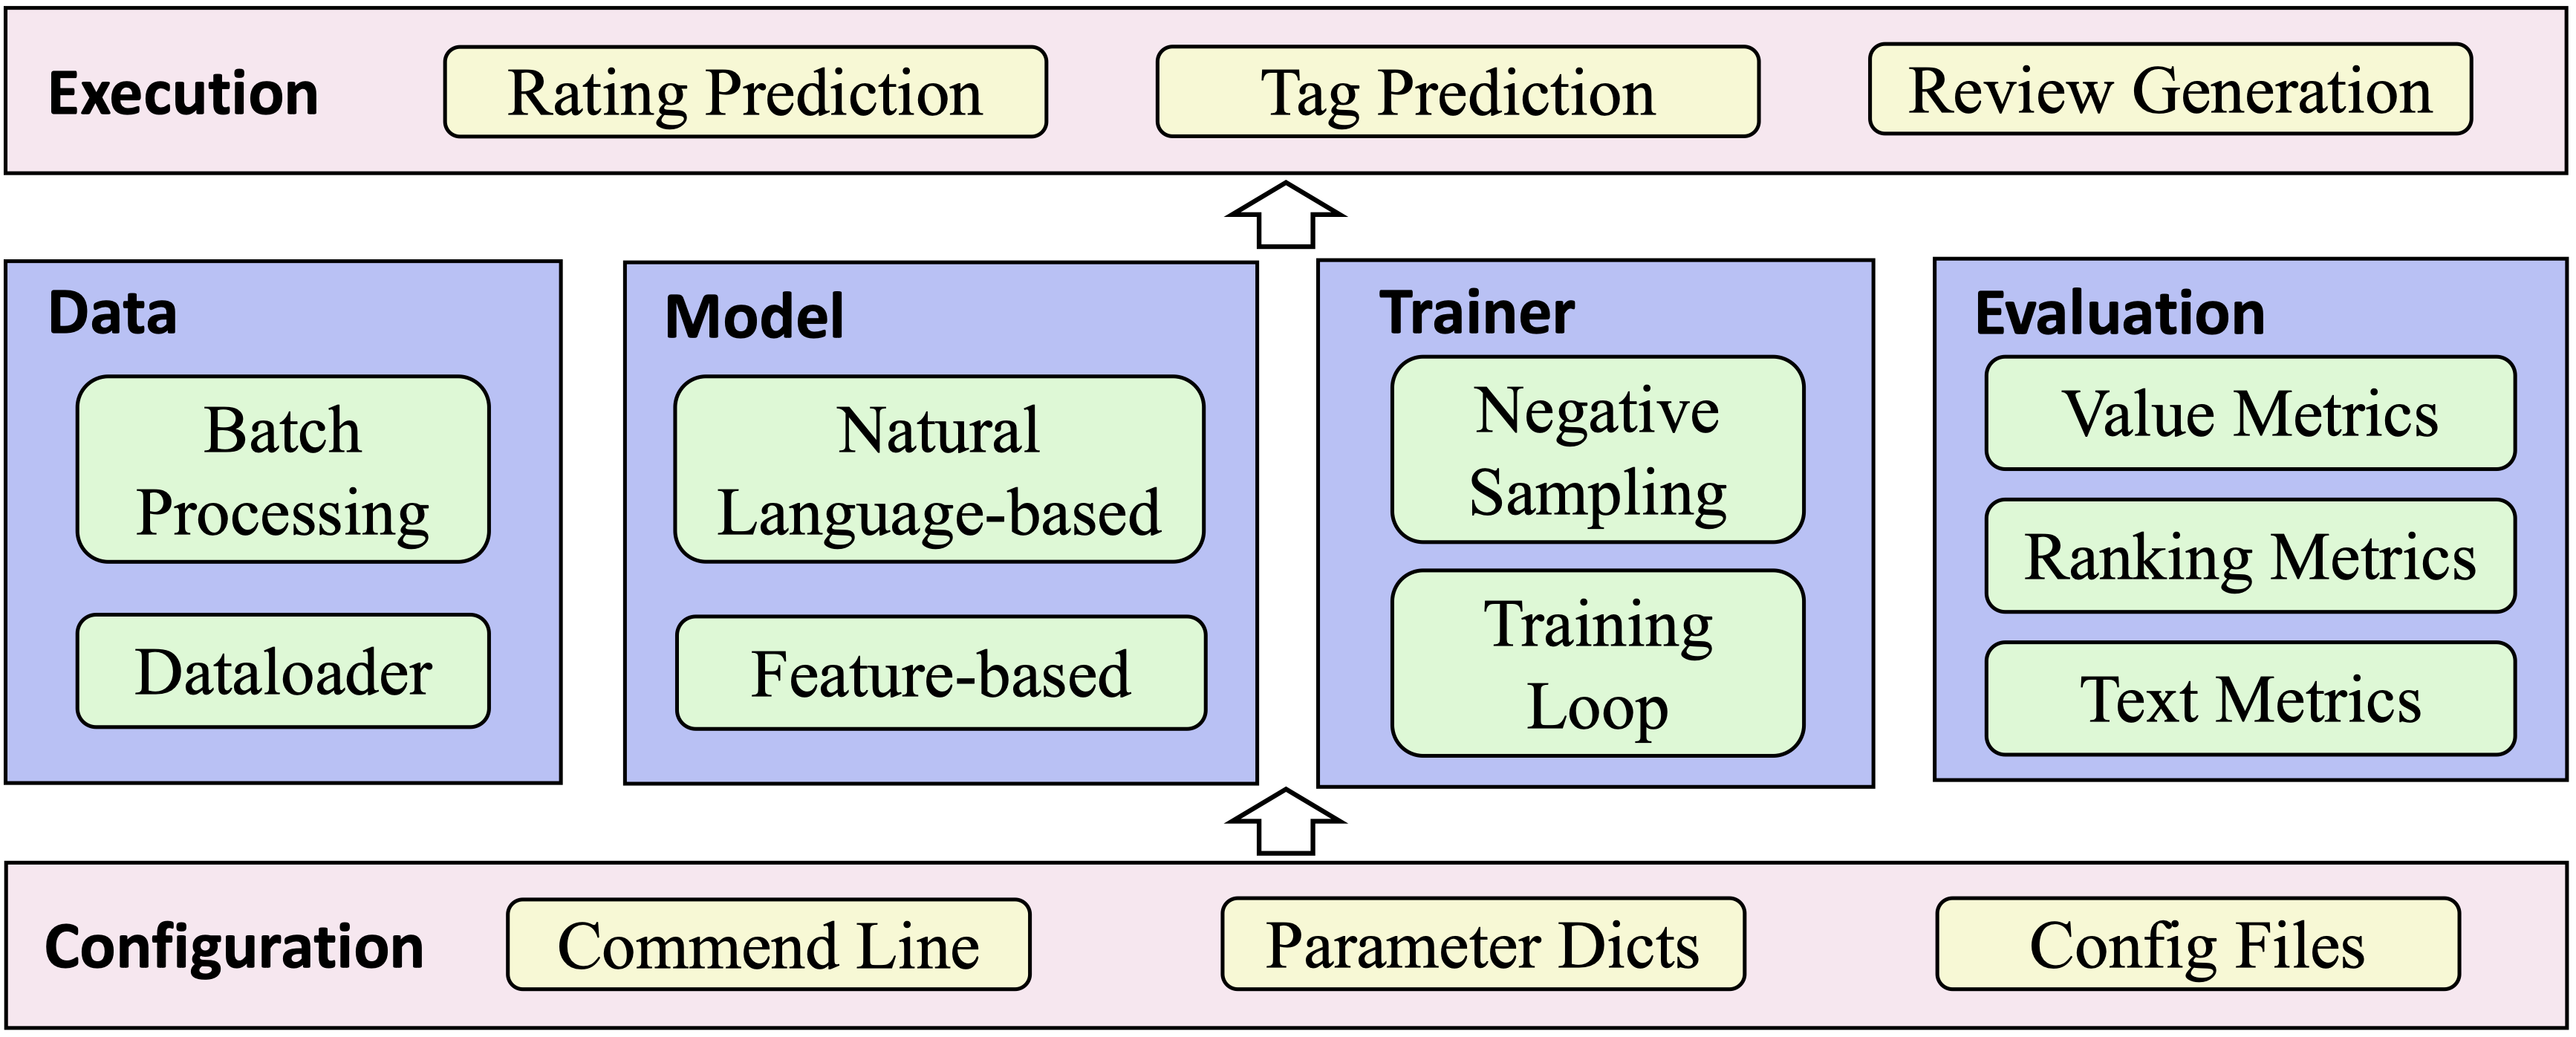 Execution
Rating Prediction
Tag Prediction
Review Generation
Data
Batch
Processing
Dataloader
Model
Natural
Language-based
Feature-based
Trainer
Negative
Sampling
Training
Loop
Evaluation
Value Metrics
Ranking Metrics
Text Metrics
Configuration
Commend Line
Parameter Dicts
Config Files